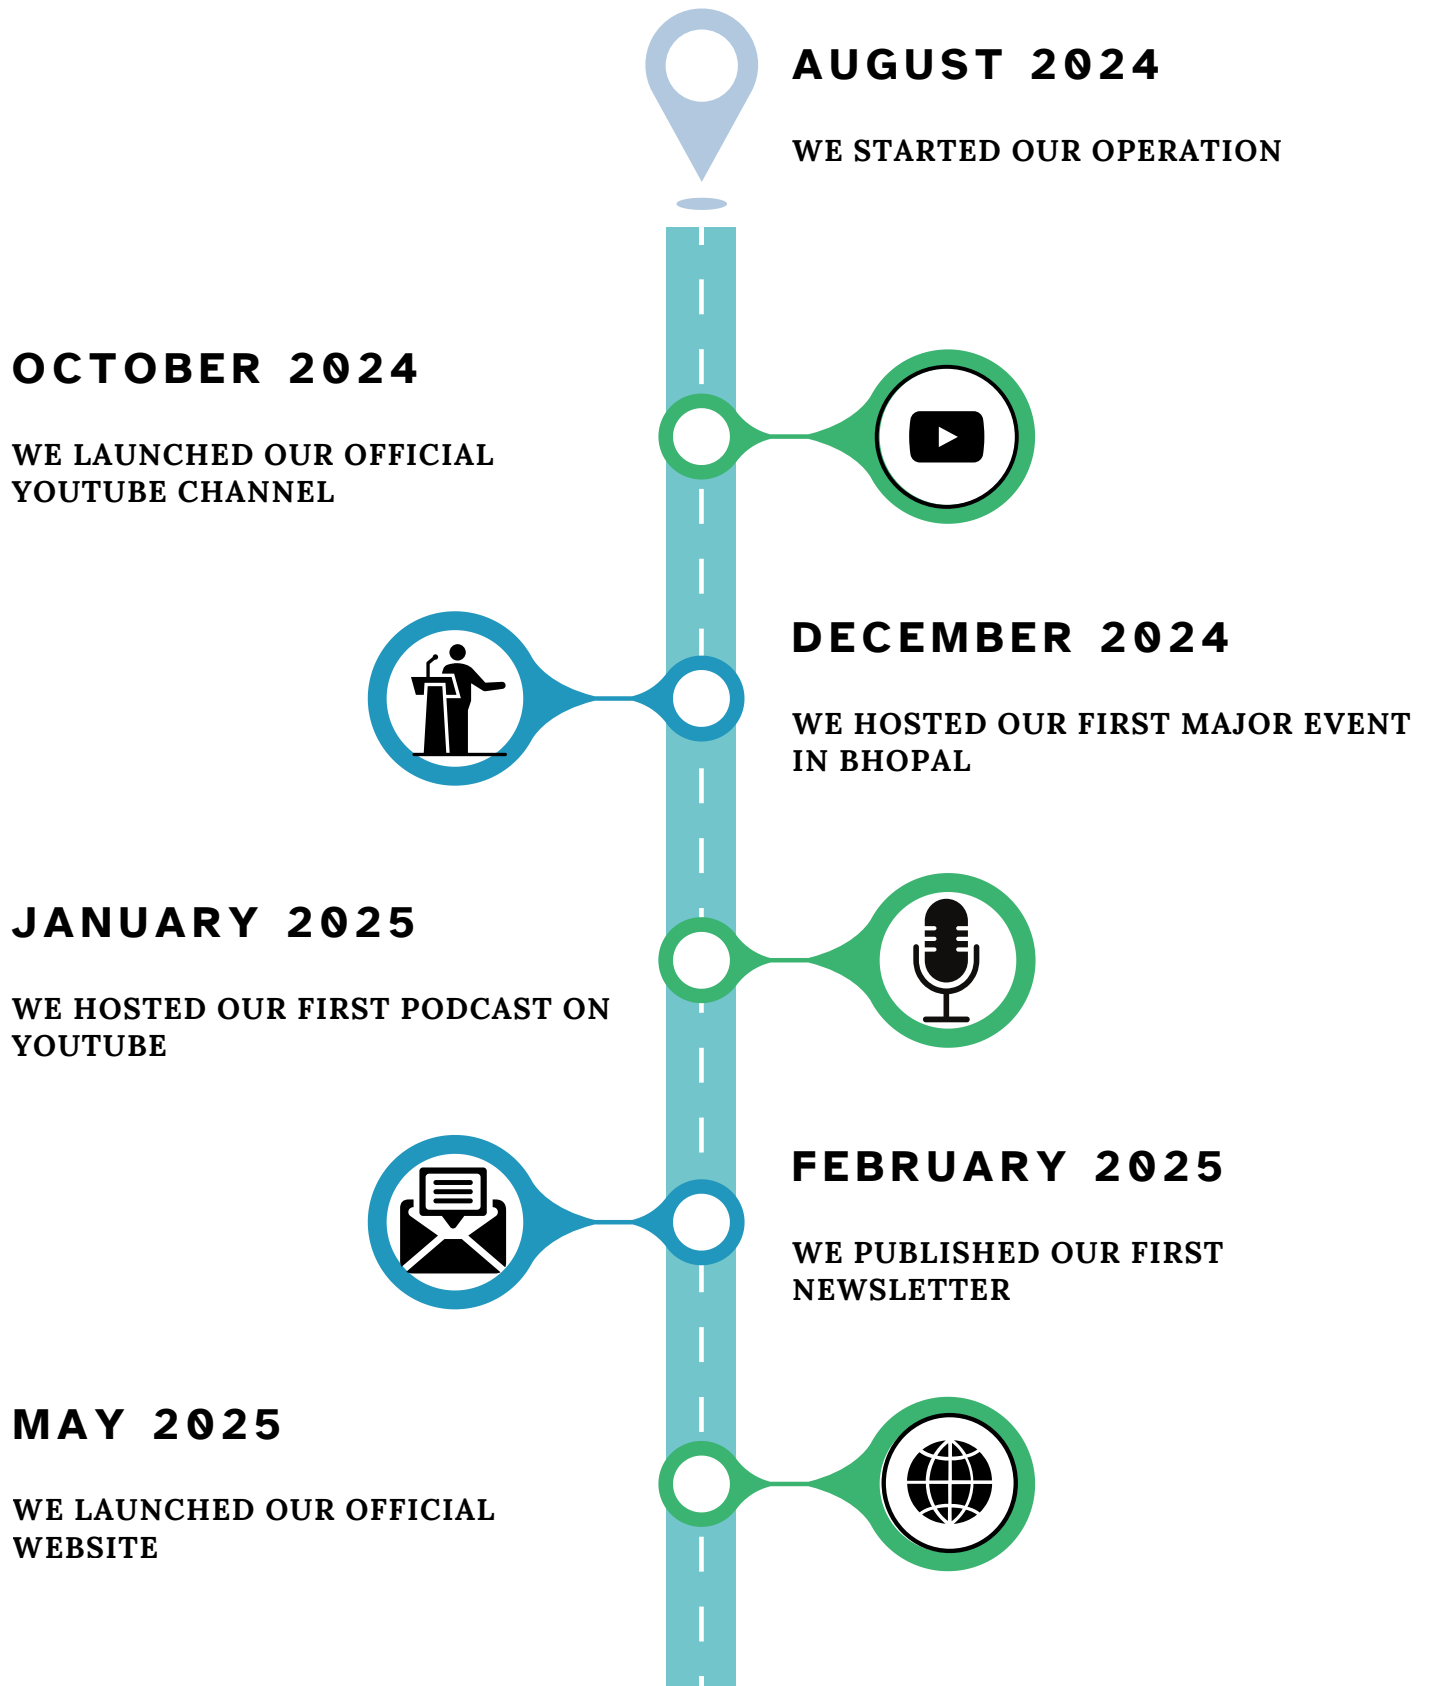 AUGUST 2024
WE STARTED OUR OPERATION
OCTOBER 2024
WE LAUNCHED OUR OFFICIAL
YOUTUBE CHANNEL
DECEMBER 2024
WE HOSTED OUR FIRST MAJOR EVENT
IN BHOPAL
JANUARY 2025
WE HOSTED OUR FIRST PODCAST ON
YOUTUBE
FEBRUARY 2025
WE PUBLISHED OUR FIRST
NEWSLETTER
MAY 2025
WE LAUNCHED OUR OFFICIAL
WEBSITE